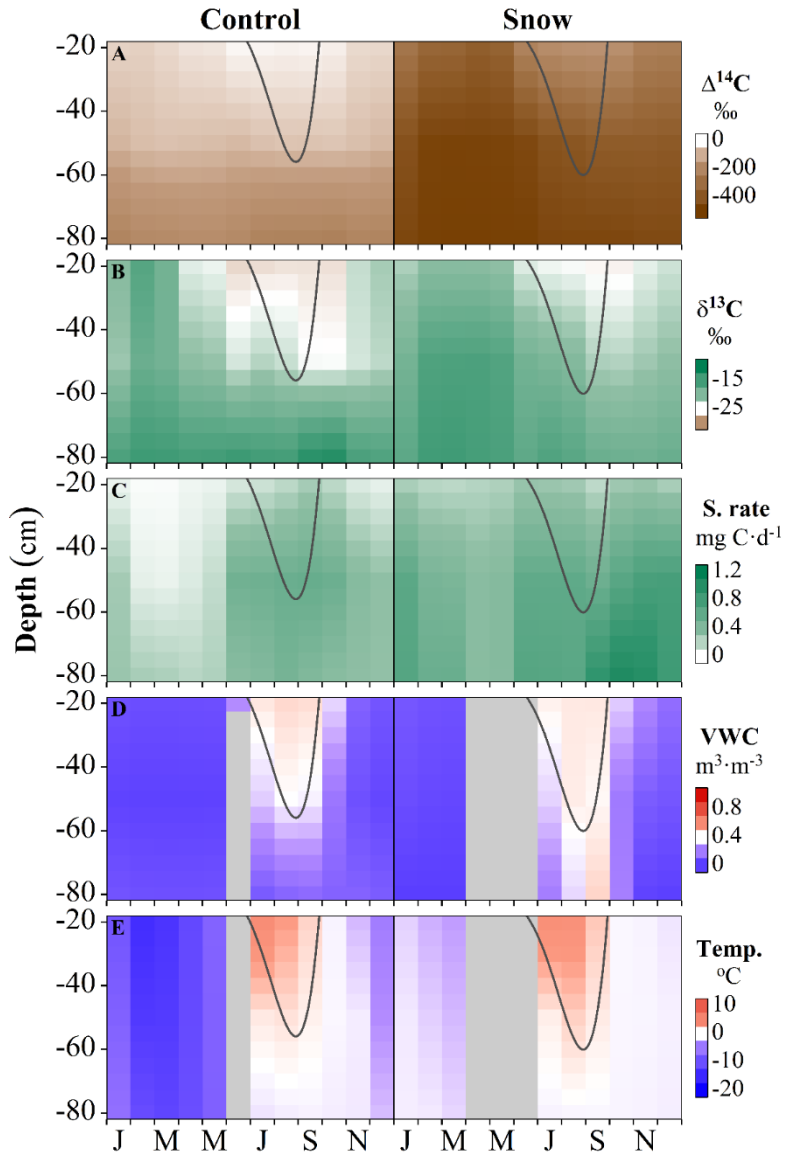 Control Snow
A
-20
-40
-60
-80
Δ¹⁴C
‰
0
-200
-400
B
-20
-40
-60
-80
δ¹³C
‰
-15
-25
C
-20
-40
-60
-80
S. rate
mg C·d⁻¹
1.2
0.8
0.4
0
Depth (cm)
D
-20
-40
-60
-80
VWC
m³·m⁻³
0.8
0.4
0
E
-20
-40
-60
-80
Temp.
ºC
10
0
-10
-20
J M M J S N J M M J S N